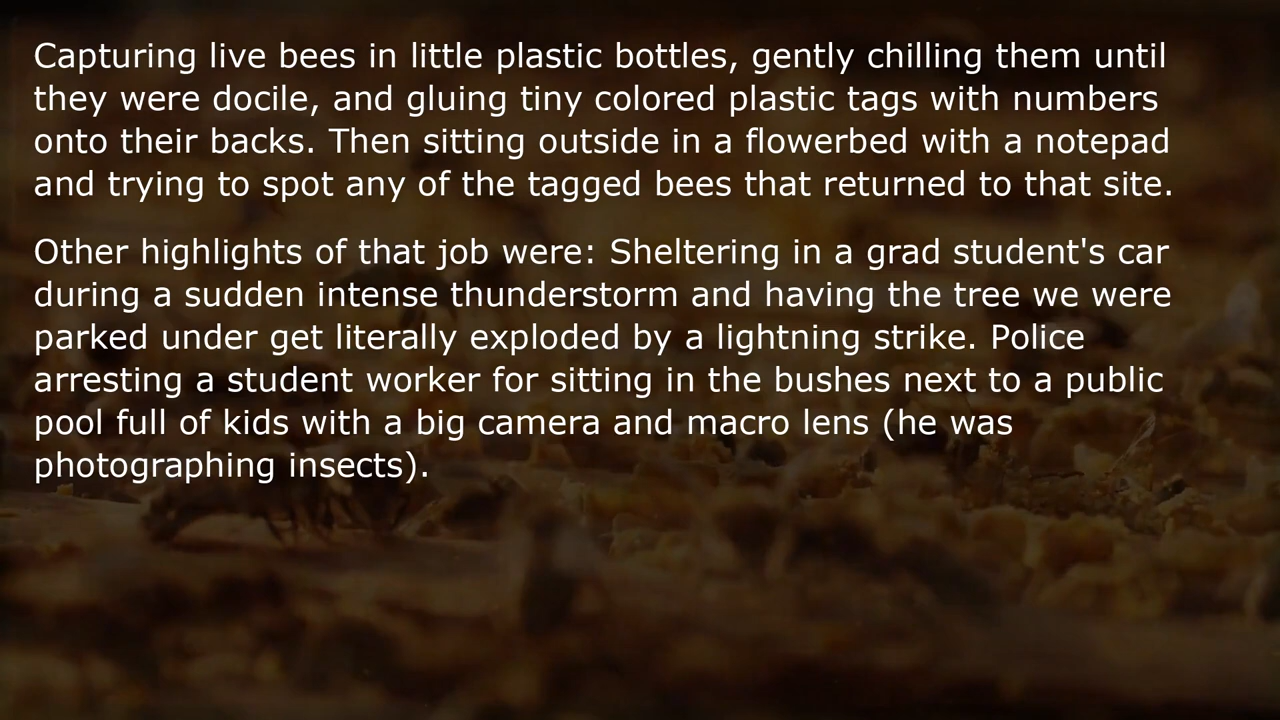 Capturing live bees in little plastic bottles, gently chilling them until
they were docile, and gluing tiny colored plastic tags with numbers
onto their backs. Then sitting outside in a flowerbed with a notepad
and trying to spot any of the tagged bees that returned to that site.
Other highlights of that job were: Sheltering in a grad student's car
during a sudden intense thunderstorm and having the tree we were
parked under get literally exploded by a lightning strike. Police
arresting a student worker for sitting in the bushes next to a public
pool full of kids with a big camera and macro lens (he was
photographing insects).